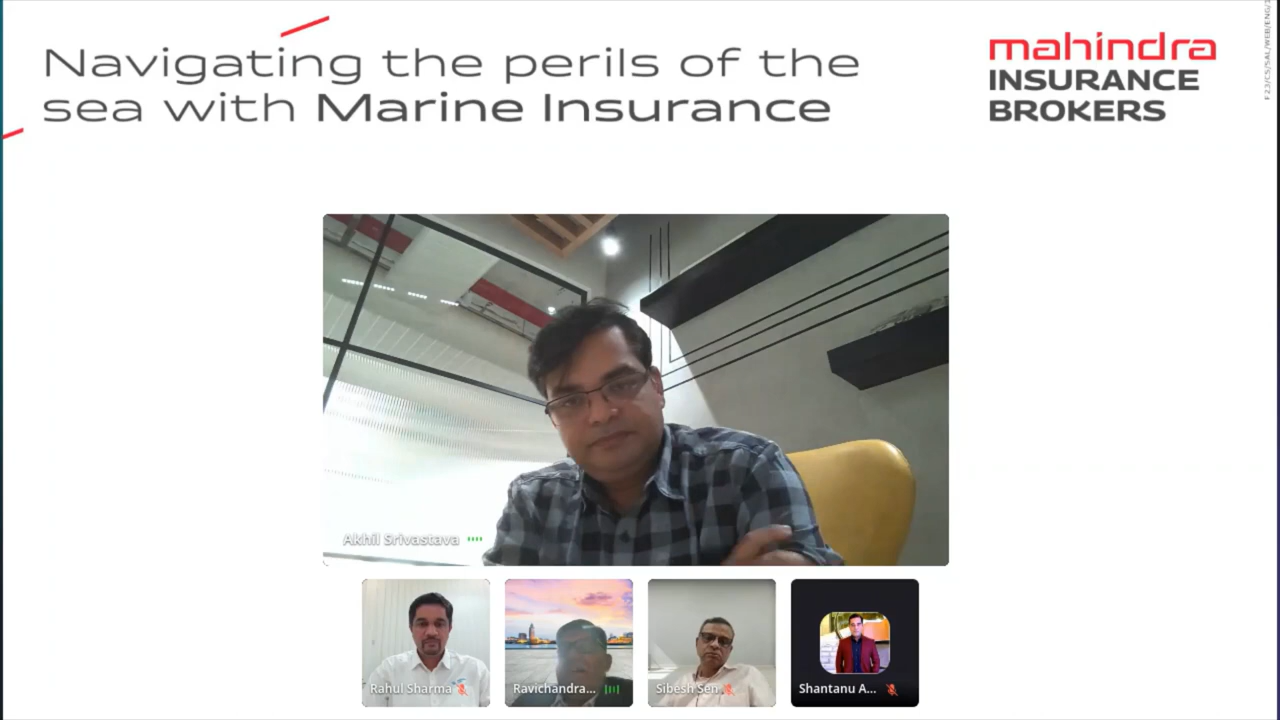 Navigating the perils of the
sea with Marine Insurance
mahindra
INSURANCE
BROKERS
Akhil Srivastava
Rahul Sharma
Ravichandra...
Sibesh Sen
Shantanu A...